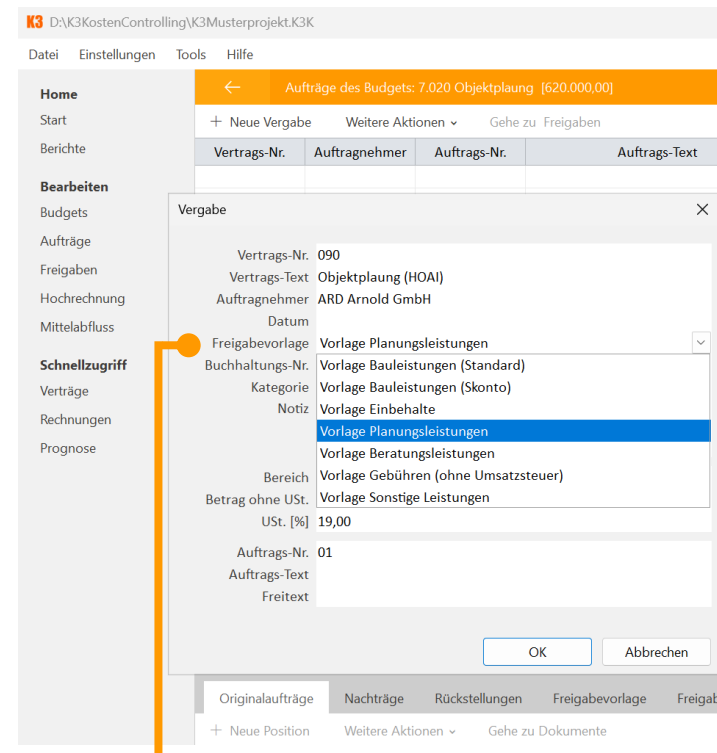 K3 D:\K3KostenControlling\K3Musterprojekt.K3K
Datei Einstellungen Tools Hilfe
Home
Start
Berichte
Bearbeiten
Budgets
Aufträge
Freigaben
Hochrechnung
Mittelabfluss
Schnellzugriff
Verträge
Rechnungen
Prognose
← Aufträge des Budgets: 7.020 Objektplaung [620.000,00]
+ Neue Vergabe Weitere Aktionen Gehe zu Freigaben
Vertrags-Nr. Auftragnehmer Auftrags-Nr. Auftrags-Text
Vergabe
Vertrags-Nr. 090
Vertrags-Text Objektplaung (HOAI)
Auftragnehmer ARD Arnold GmbH
Datum
Freigabevorlage Vorlage Planungsleistungen
Buchhaltungs-Nr. Vorlage Bauleistungen (Standard)
Kategorie Vorlage Bauleistungen (Skonto)
Notiz Vorlage Einbehalte
Vorlage Planungsleistungen
Vorlage Beratungsleistungen
Bereich Vorlage Gebühren (ohne Umsatzsteuer)
Betrag ohne USt. Vorlage Sonstige Leistungen
USt. [%] 19,00
Auftrags-Nr. 01
Auftrags-Text
Freitext
OK Abbrechen
Originalaufträge Nachträge Rückstellungen Freigabevorlage Freigab
+ Neue Position Weitere Aktionen Gehe zu Dokumente